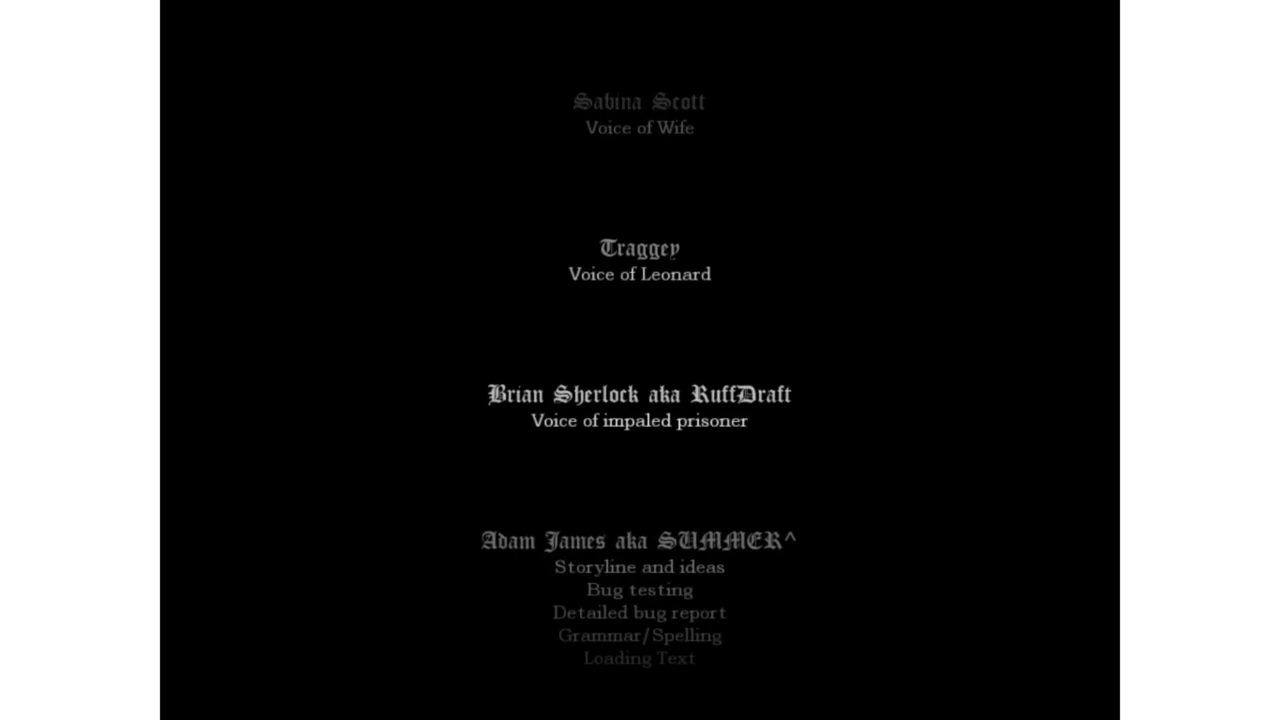 Sabina Scott
Voice of Wife
Traggey
Voice of Leonard
Brian Sherlock aka RuffDraft
Voice of impaled prisoner
Adam James aka SUMMER^
Storyline and ideas
Bug testing
Detailed bug report
Grammar/Spelling
Loading Text